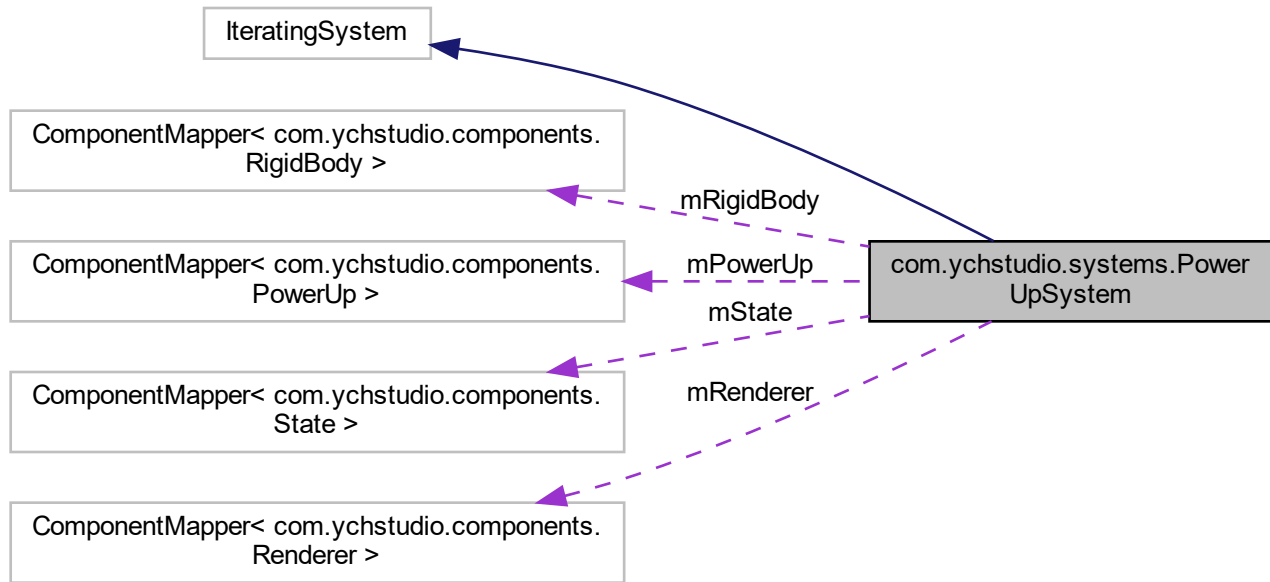 IteratingSystem
ComponentMapper< com.ychstudio.components.
RigidBody >
mRigidBody
ComponentMapper< com.ychstudio.components.
PowerUp >
mPowerUp
com.ychstudio.systems.Power
UpSystem
mState
ComponentMapper< com.ychstudio.components.
State >
mRenderer
ComponentMapper< com.ychstudio.components.
Renderer >